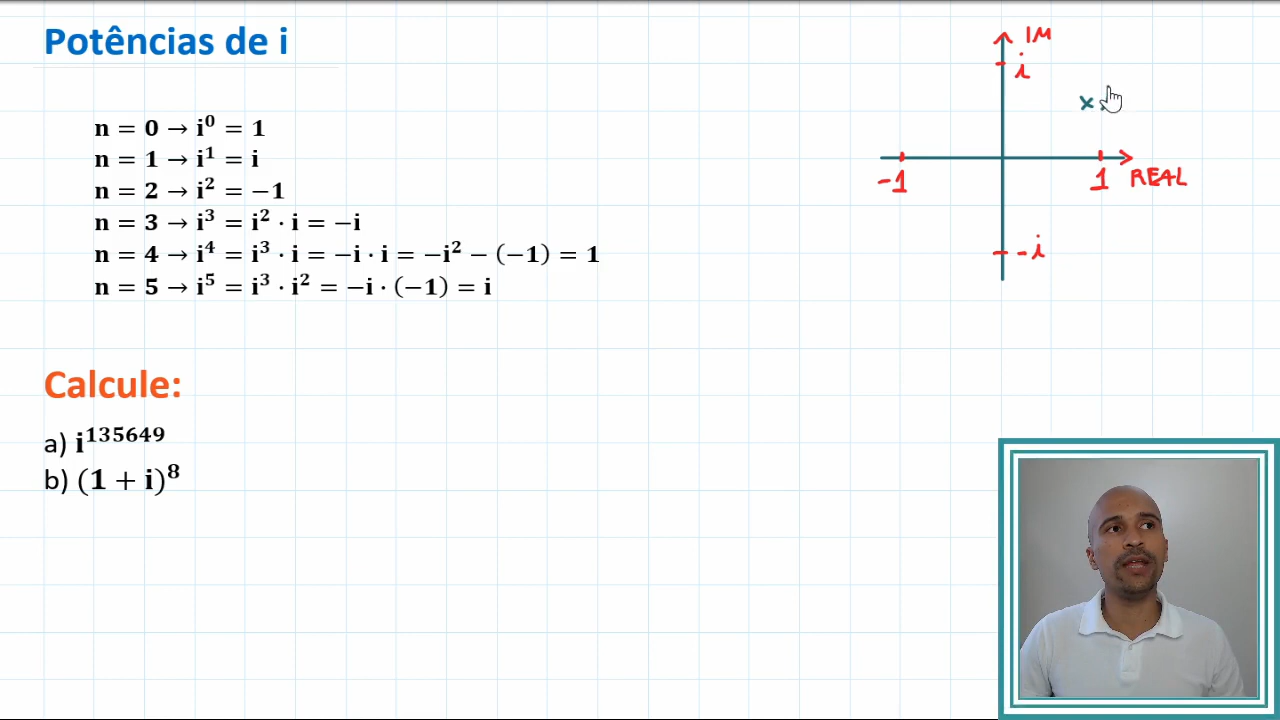 Potências de i
n = 0 → i⁰ = 1
n = 1 → i¹ = i
n = 2 → i² = −1
n = 3 → i³ = i² · i = −i
n = 4 → i⁴ = i³ · i = −i · i = −i² − (−1) = 1
n = 5 → i⁵ = i³ · i² = −i · (−1) = i
IM
i
x
-1
1 REAL
-i
Calcule:
a) i¹³⁵⁶⁴⁹
b) (1 + i)⁸